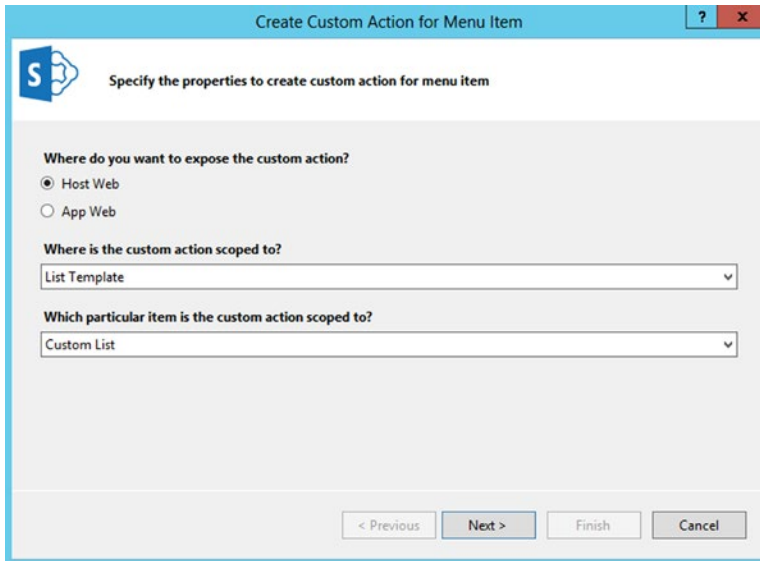 Create Custom Action for Menu Item
? x
S
Specify the properties to create custom action for menu item
Where do you want to expose the custom action?
Host Web
App Web
Where is the custom action scoped to?
List Template
Which particular item is the custom action scoped to?
Custom List
< Previous Next > Finish Cancel